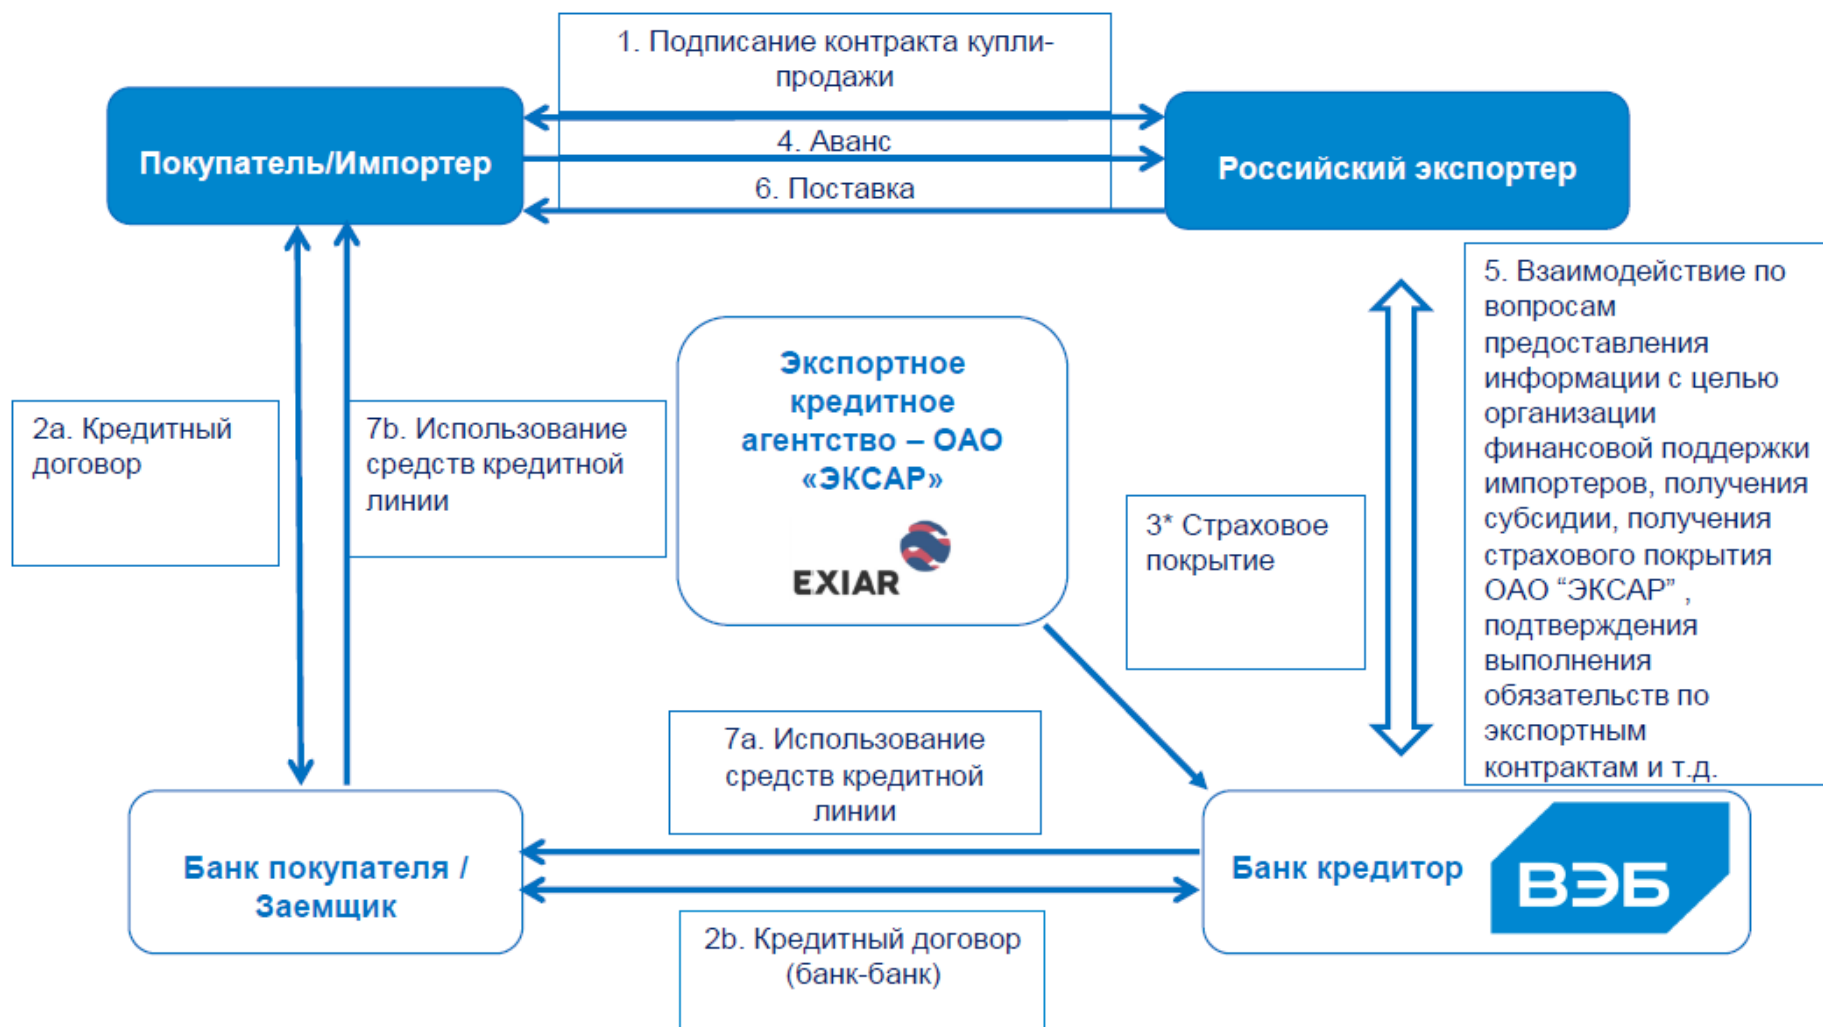 1. Подписание контракта купли-
продажи
Покупатель/Импортер
4. Аванс
6. Поставка
Российский экспортер
5. Взаимодействие по
вопросам
предоставления
информации с целью
организации
финансовой поддержки
импортеров, получения
субсидии, получения
страхового покрытия
ОАО “ЭКСАР” ,
подтверждения
выполнения
обязательств по
экспортным
контрактам и т.д.
Экспортное
кредитное
агентство – ОАО
«ЭКСАР»
EXIAR
2a. Кредитный
договор
7b. Использование
средств кредитной
линии
3* Страховое
покрытие
7a. Использование
средств кредитной
линии
Банк покупателя /
Заемщик
Банк кредитор
ВЭБ
2b. Кредитный договор
(банк-банк)